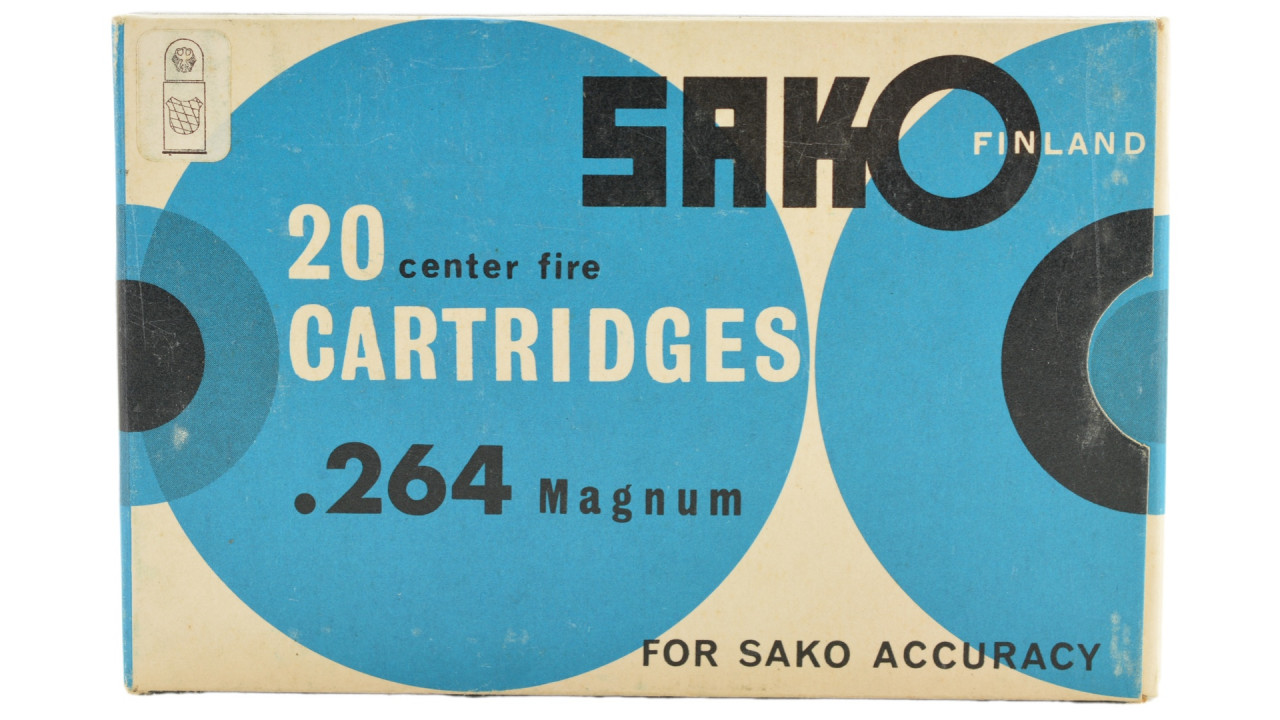 SAKO
FINLAND
20 center fire
CARTRIDGES
.264 Magnum
FOR SAKO ACCURACY